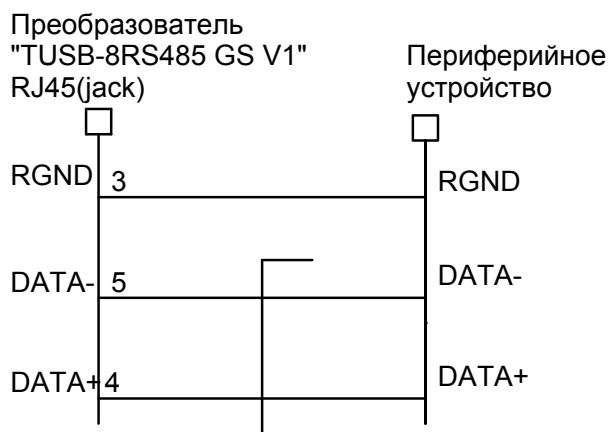 Преобразователь
"TUSB-8RS485 GS V1"
RJ45(jack)
Периферийное
устройство
RGND 3 RGND
DATA- 5 DATA-
DATA+ 4 DATA+